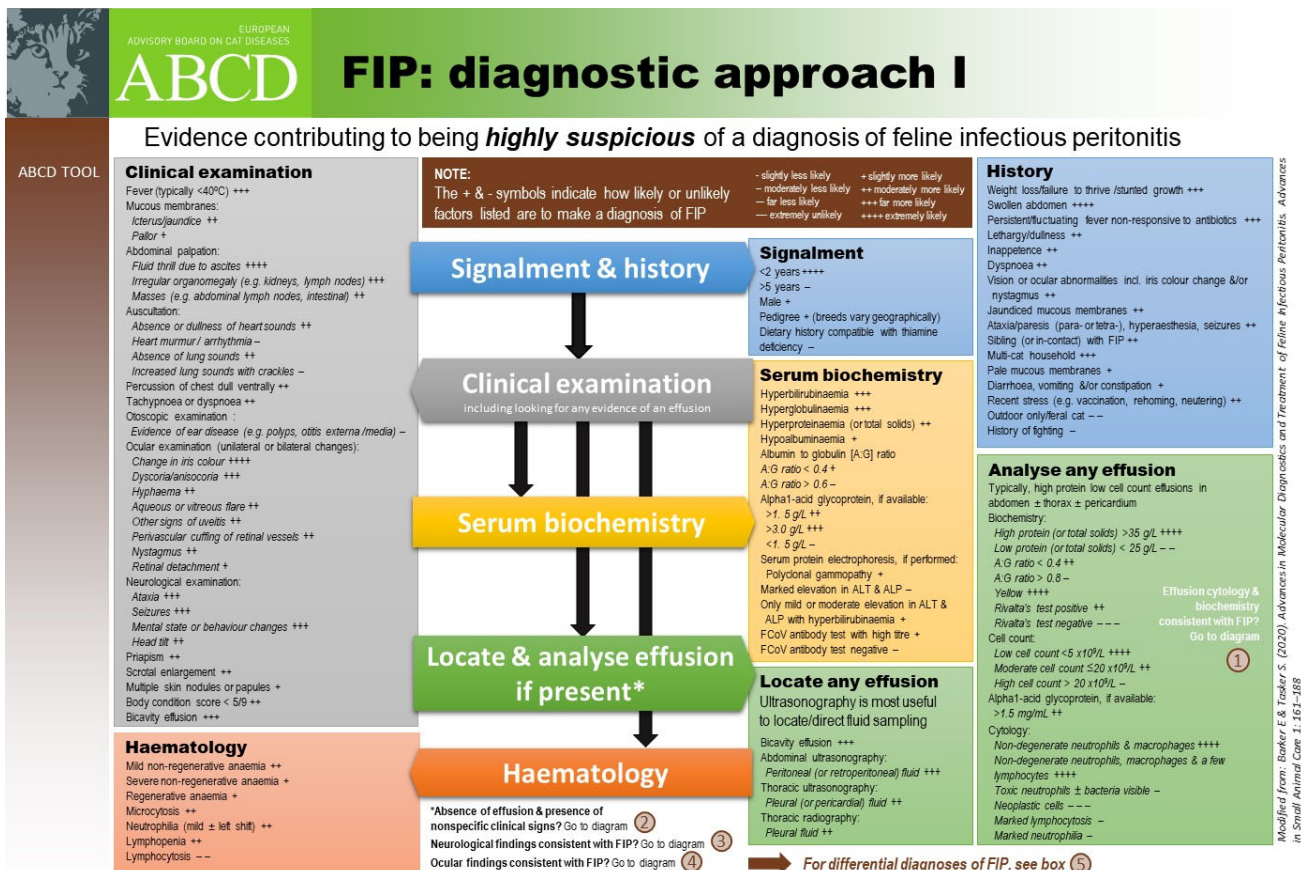 EUROPEAN
ADVISORY BOARD ON CAT DISEASES
ABCD
FIP: diagnostic approach I
Evidence contributing to being highly suspicious of a diagnosis of feline infectious peritonitis
ABCD TOOL
Clinical examination
Fever (typically <40ºC) +++
Mucous membranes:
Icterus/jaundice ++
Pallor +
Abdominal palpation:
Fluid thrill due to ascites ++++
Irregular organomegaly (e.g. kidneys, lymph nodes) +++
Masses (e.g. abdominal lymph nodes, intestinal) ++
Auscultation:
Absence or dullness of heart sounds ++
Heart murmur / arrhythmia –
Absence of lung sounds ++
Increased lung sounds with crackles –
Percussion of chest dull ventrally ++
Tachypnoea or dyspnoea ++
Otoscopic examination :
Evidence of ear disease (e.g. polyps, otitis externa /media) –
Ocular examination (unilateral or bilateral changes):
Change in iris colour ++++
Dyscoria/anisocoria +++
Hyphaema ++
Aqueous or vitreous flare ++
Other signs of uveitis ++
Perivascular cuffing of retinal vessels ++
Nystagmus ++
Retinal detachment +
Neurological examination:
Ataxia +++
Seizures +++
Mental state or behaviour changes +++
Head tilt ++
Priapism ++
Scrotal enlargement ++
Multiple skin nodules or papules +
Body condition score < 5/9 ++
Bicavity effusion +++
Haematology
Mild non-regenerative anaemia ++
Severe non-regenerative anaemia +
Regenerative anaemia +
Microcytosis ++
Neutrophilia (mild ± left shift) ++
Lymphopenia ++
Lymphocytosis – –
NOTE:
The + & - symbols indicate how likely or unlikely
factors listed are to make a diagnosis of FIP
- slightly less likely
– moderately less likely
--- far less likely
---- extremely unlikely
+ slightly more likely
++ moderately more likely
+++ far more likely
++++ extremely likely
Signalment & history
Clinical examination
including looking for any evidence of an effusion
Serum biochemistry
Locate & analyse effusion
if present*
Haematology
*Absence of effusion & presence of
nonspecific clinical signs? Go to diagram 2
Neurological findings consistent with FIP? Go to diagram 3
Ocular findings consistent with FIP? Go to diagram 4
Signalment
<2 years ++++
>5 years –
Male +
Pedigree + (breeds vary geographically)
Dietary history compatible with thiamine
deficiency –
Serum biochemistry
Hyperbilirubinaemia +++
Hyperglobulinaemia +++
Hyperproteinaemia (or total solids) ++
Hypoalbuminaemia +
Albumin to globulin [A:G] ratio
A:G ratio < 0.4 +
A:G ratio > 0.6 –
Alpha1-acid glycoprotein, if available:
>1. 5 g/L ++
>3.0 g/L +++
<1. 5 g/L –
Serum protein electrophoresis, if performed:
Polyclonal gammopathy +
Marked elevation in ALT & ALP –
Only mild or moderate elevation in ALT &
ALP with hyperbilirubinaemia +
FCoV antibody test with high titre +
FCoV antibody test negative –
Locate any effusion
Ultrasonography is most useful
to locate/direct fluid sampling
Bicavity effusion +++
Abdominal ultrasonography:
Peritoneal (or retroperitoneal) fluid +++
Thoracic ultrasonography:
Pleural (or pericardial) fluid ++
Thoracic radiography:
Pleural fluid ++
For differential diagnoses of FIP, see box 5
History
Weight loss/failure to thrive /stunted growth +++
Swollen abdomen ++++
Persistent/fluctuating fever non-responsive to antibiotics +++
Lethargy/dullness ++
Inappetence ++
Dyspnoea ++
Vision or ocular abnormalities incl. iris colour change &/or
nystagmus ++
Jaundiced mucous membranes ++
Ataxia/paresis (para- or tetra-), hyperaesthesia, seizures ++
Sibling (or in-contact) with FIP ++
Multi-cat household +++
Pale mucous membranes +
Diarrhoea, vomiting &/or constipation +
Recent stress (e.g. vaccination, rehoming, neutering) ++
Outdoor only/feral cat – –
History of fighting –
Analyse any effusion
Typically, high protein low cell count effusions in
abdomen ± thorax ± pericardium
Biochemistry:
High protein (or total solids) >35 g/L ++++
Low protein (or total solids) < 25 g/L – –
A:G ratio < 0.4 ++
A:G ratio > 0.8 –
Yellow ++++
Rivalta's test positive ++
Rivalta's test negative – – –
Cell count:
Low cell count <5 x10⁹/L ++++
Moderate cell count ≤20 x10⁹/L ++
High cell count > 20 x10⁹/L –
Alpha1-acid glycoprotein, if available:
>1.5 mg/mL ++
Cytology:
Non-degenerate neutrophils & macrophages ++++
Non-degenerate neutrophils, macrophages & a few
lymphocytes ++++
Toxic neutrophils ± bacteria visible –
Neoplastic cells – – –
Marked lymphocytosis –
Marked neutrophilia –
Effusion cytology &
biochemistry
consistent with FIP?
Go to diagram
1
Modified from: Barker E & Tasker S. (2020). Advances in Molecular Diagnostics and Treatment of Feline Infectious Peritonitis. Advances
in Small Animal Care 1: 161–188